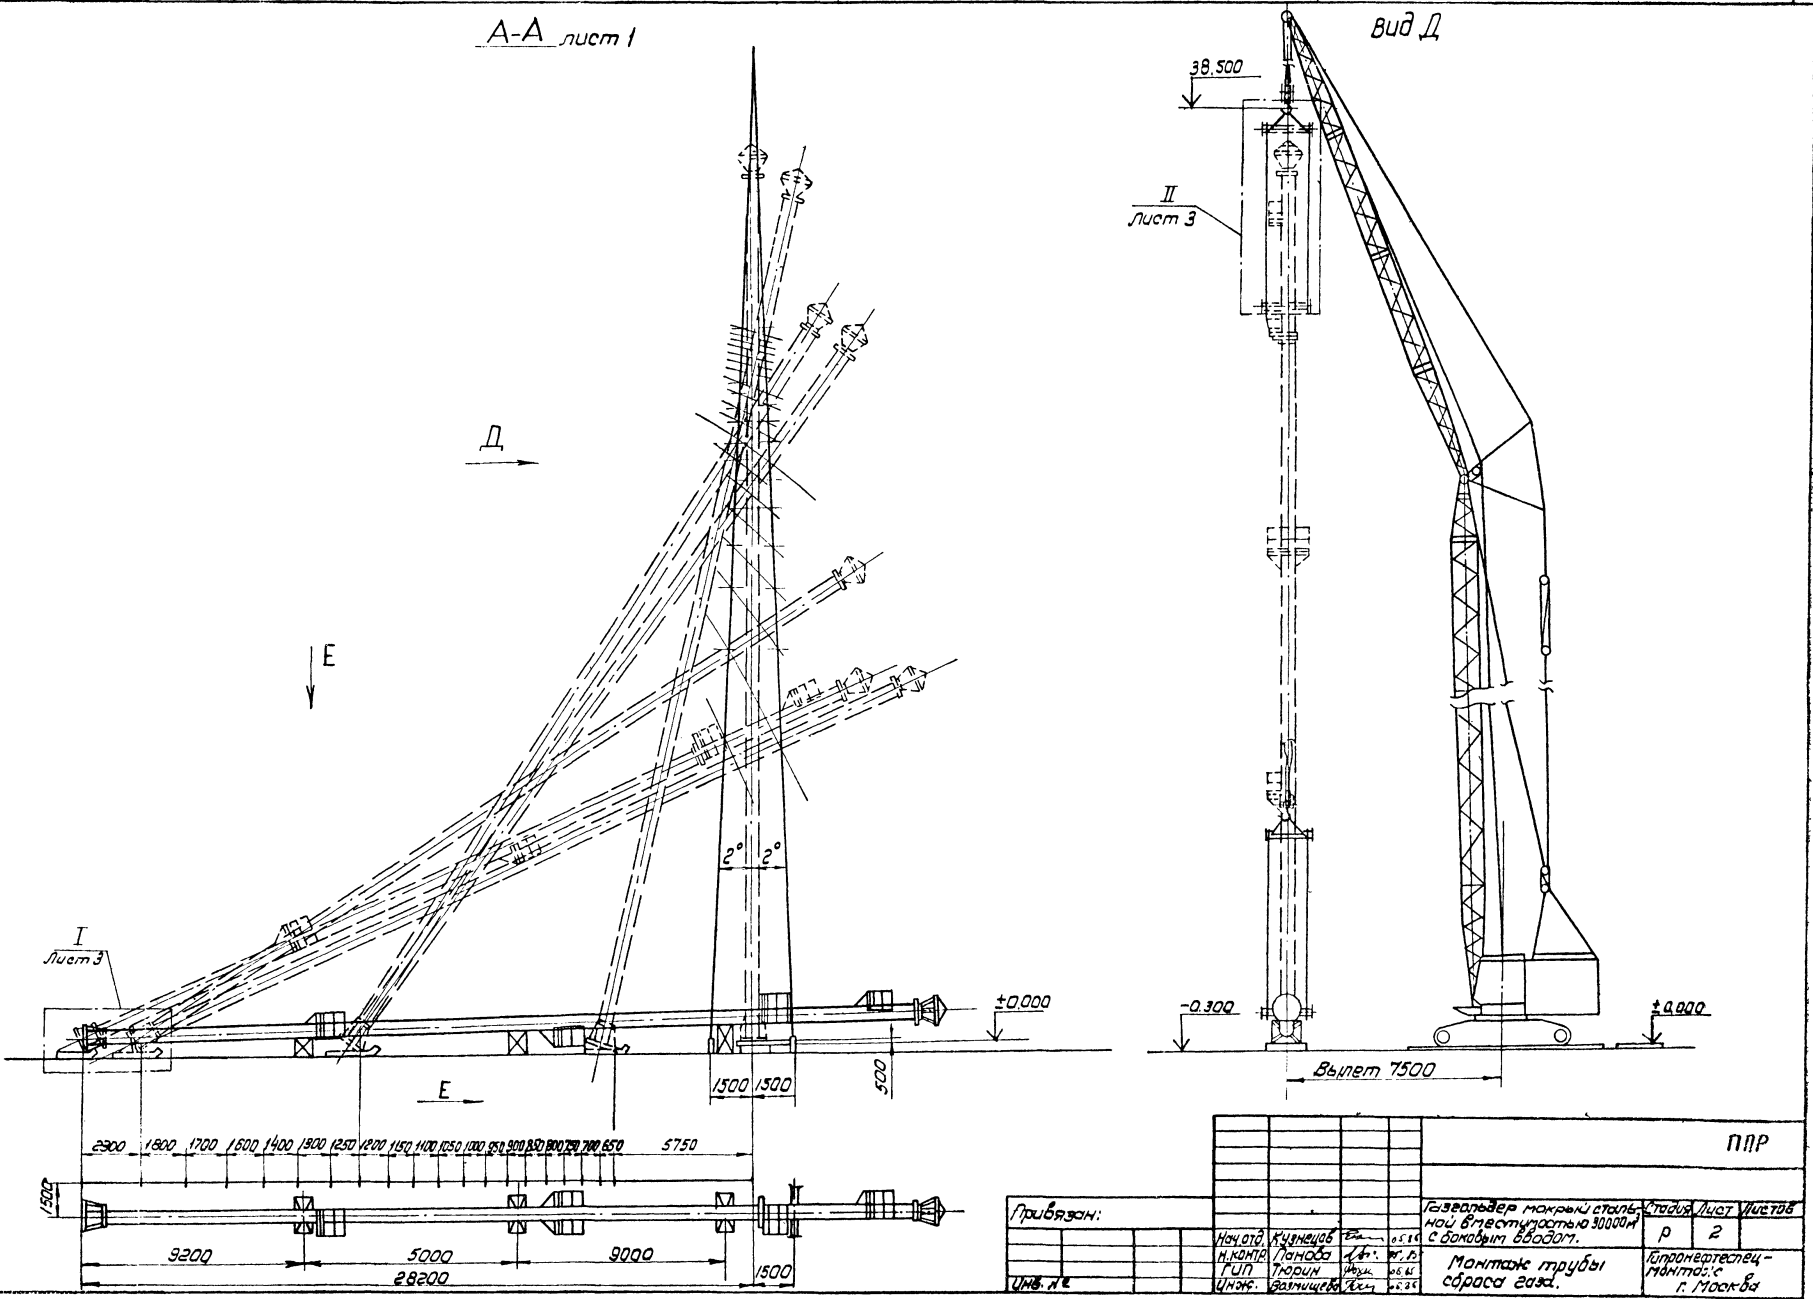 А-А лист 1
Вид Д
38.500
II
лист 3
Д
Е
2° 2°
I
лист 3
±0.000
-0.300
±0.000
500
1500 1500
Вылет 7500
Е
2900 1800 1700 1600 1400 1300 1250 1200 1150 1100 1050 1000 950 900 850 800 750 700 650 5750
1500
9200 5000 9000
28200 1500
ППР
Привязан:
Инв. №
Нач.отд. Кузнецов
Н.контр. Панова
ГИП Тюрин
Инж.
Газгольдер мокрый сталь-
ной вместимостью 30000м³
с боковым вводом.
Стадия Лист Листов
Р 2
Монтаж трубы
сброса газа.
Гипронефтеспец-
монтаж
г. Москва